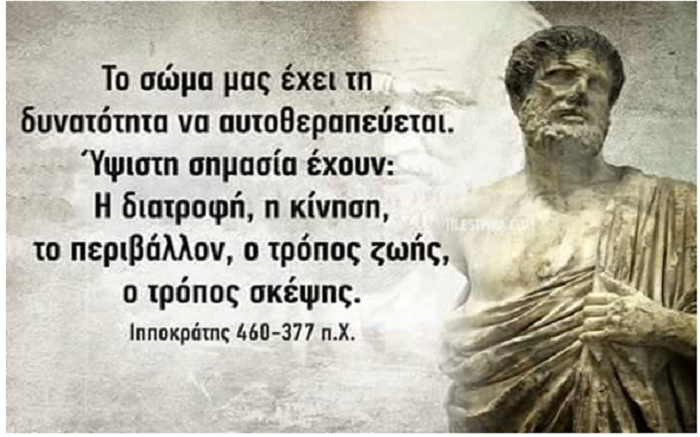 Το σώμα μας έχει τη
δυνατότητα να αυτοθεραπεύεται.
Ύψιστη σημασία έχουν:
Η διατροφή, η κίνηση,
το περιβάλλον, ο τρόπος ζωής,
ο τρόπος σκέψης.
Ιπποκράτης 460-377 π.Χ.